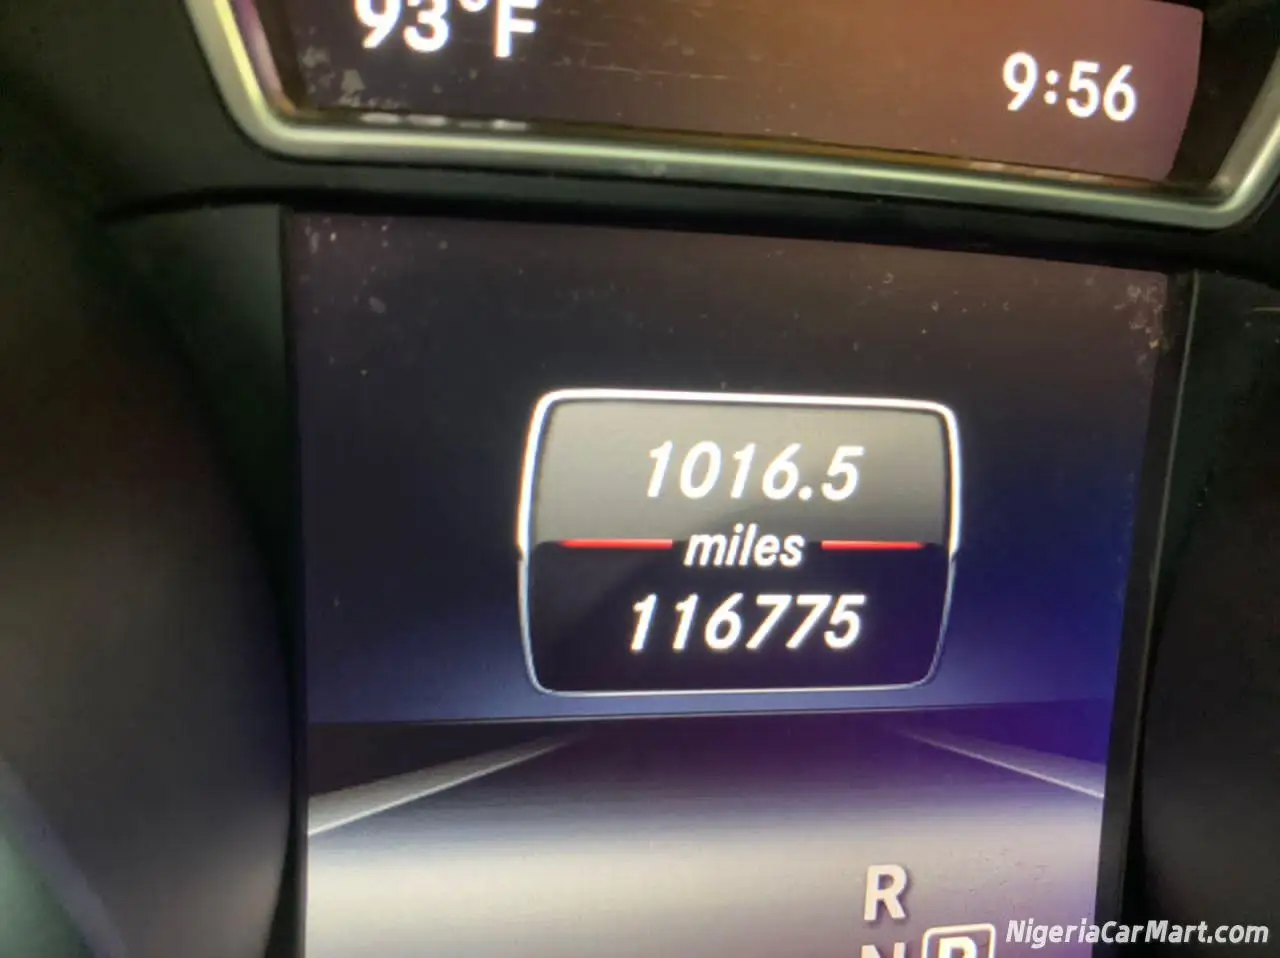 93°F
9:56
1016.5
miles
116775
R
N P
NigeriaCarMart.com